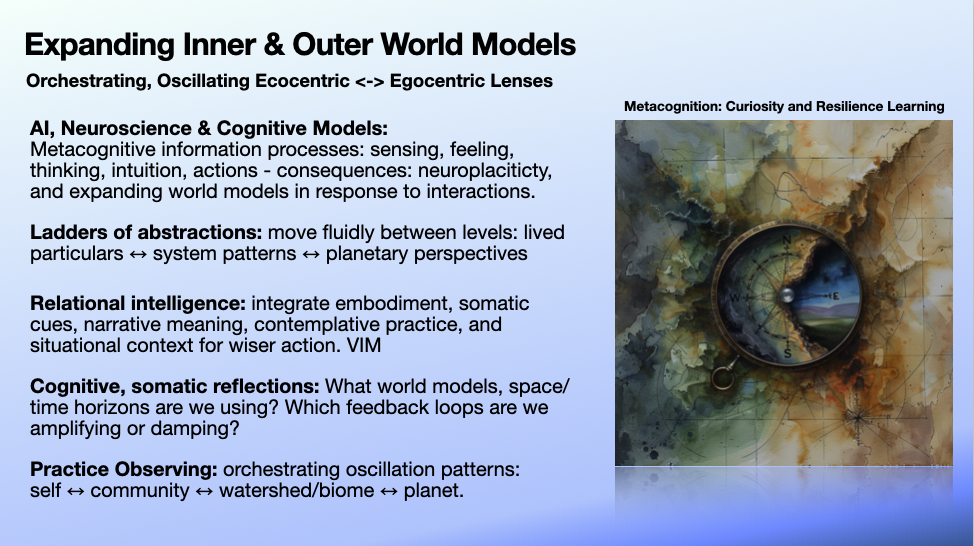 Expanding Inner & Outer World Models
Orchestrating, Oscillating Ecocentric <-> Egocentric Lenses
Metacognition: Curiosity and Resilience Learning
AI, Neuroscience & Cognitive Models:
Metacognitive information processes: sensing, feeling,
thinking, intuition, actions - consequences: neuroplaciticty,
and expanding world models in response to interactions.
Ladders of abstractions: move fluidly between levels: lived
particulars ↔ system patterns ↔ planetary perspectives
Relational intelligence: integrate embodiment, somatic
cues, narrative meaning, contemplative practice, and
situational context for wiser action. VIM
Cognitive, somatic reflections: What world models, space/
time horizons are we using? Which feedback loops are we
amplifying or damping?
Practice Observing: orchestrating oscillation patterns:
self ↔ community ↔ watershed/biome ↔ planet.
N
W
E
S